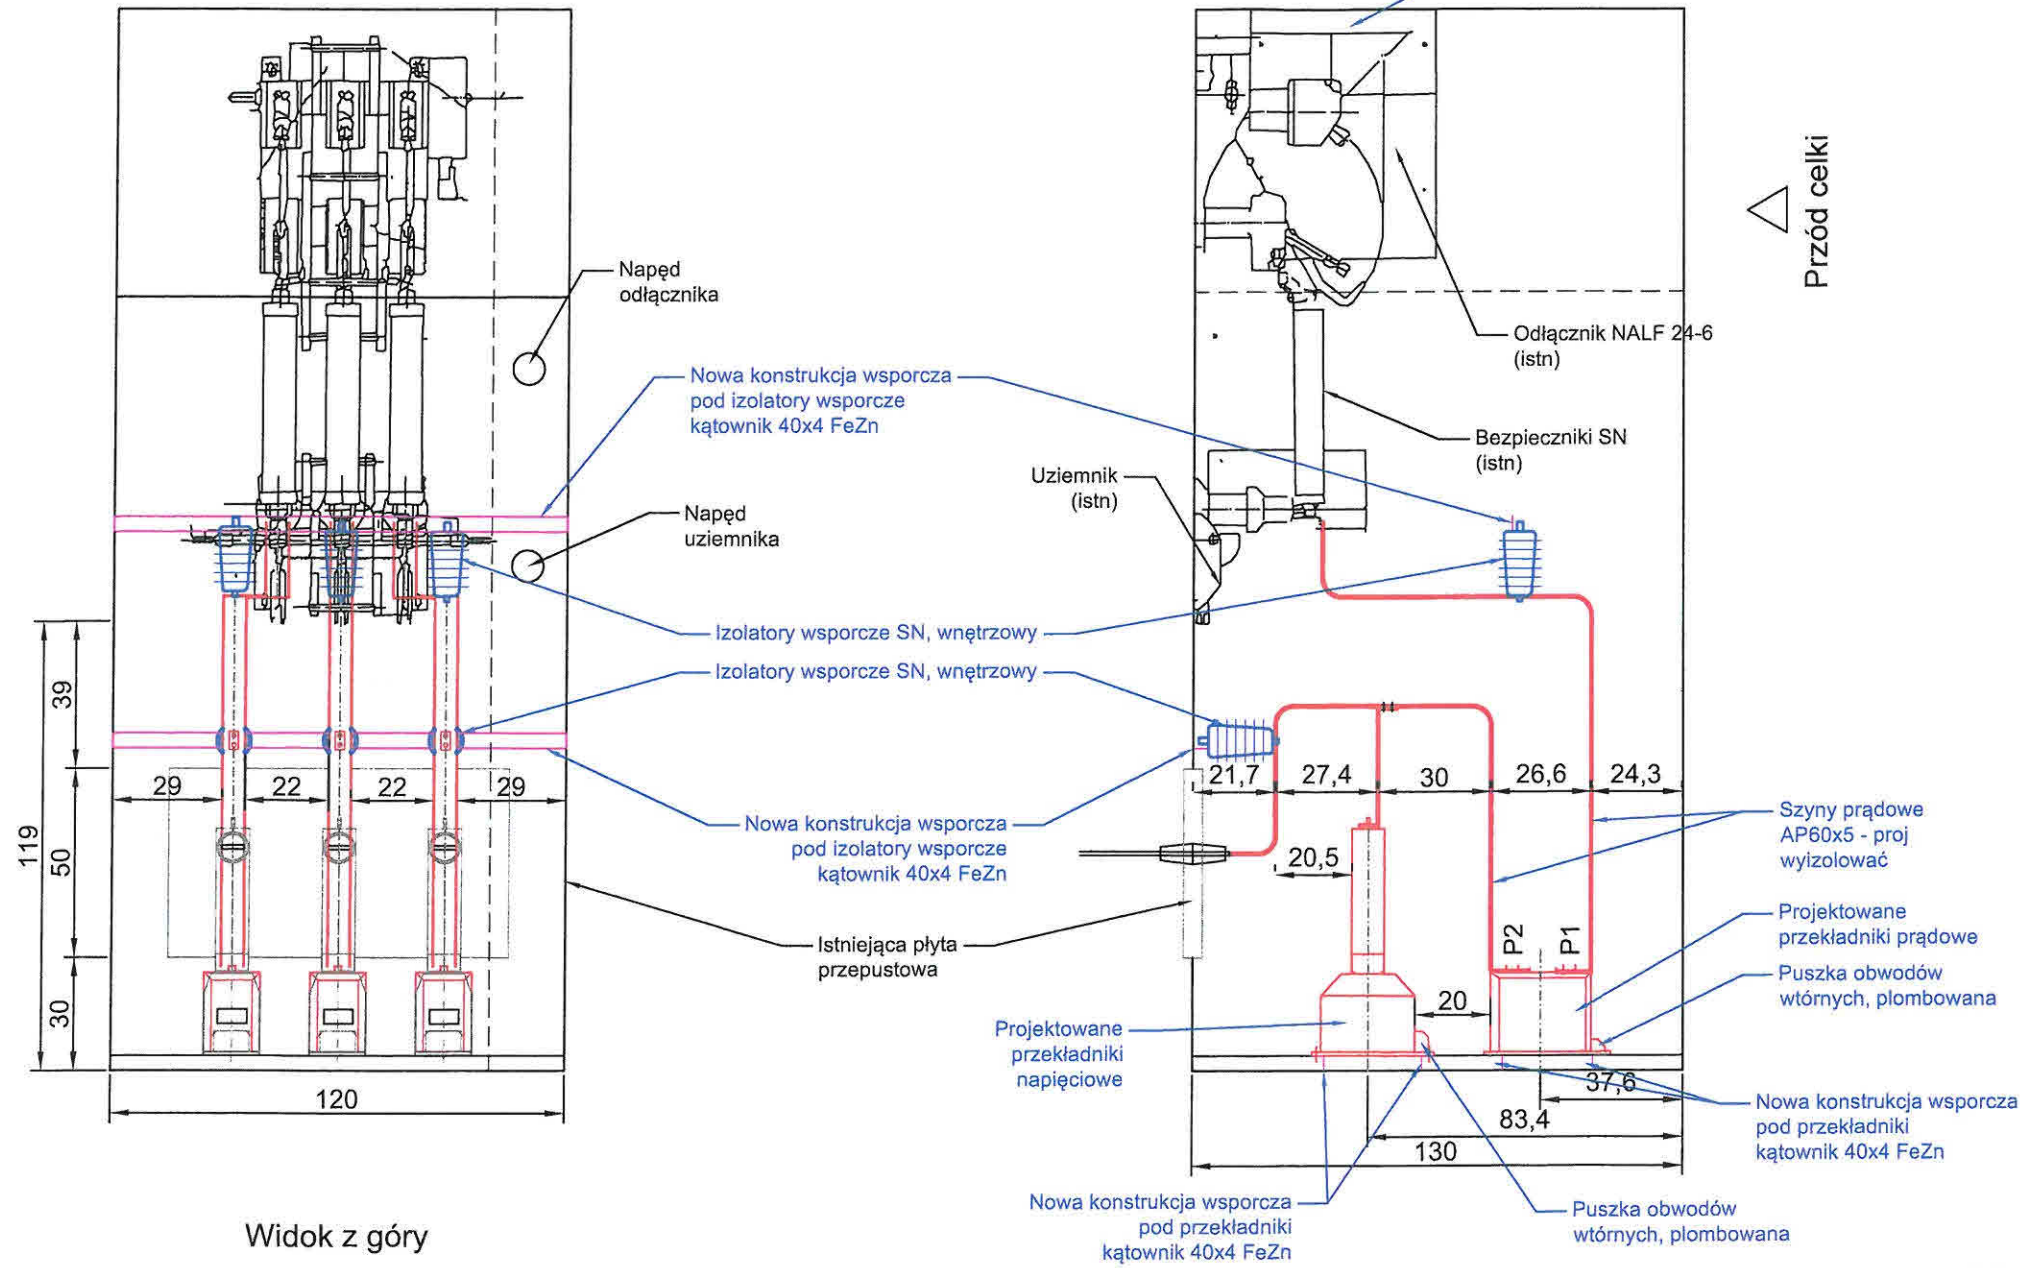 Napęd
odłącznika
Nowa konstrukcja wsporcza
pod izolatory wsporcze
kątownik 40x4 FeZn
Napęd
uziemnika
Izolatory wsporcze SN, wnętrzowy
Izolatory wsporcze SN, wnętrzowy
Nowa konstrukcja wsporcza
pod izolatory wsporcze
kątownik 40x4 FeZn
Istniejąca płyta
przepustowa
39
29
22
22
29
119
50
30
120
Widok z góry
Przód celki
Odłącznik NALF 24-6
(istn)
Bezpieczniki SN
(istn)
Uziemnik
(istn)
21,7
27,4
30
26,6
24,3
20,5
Szyny prądowe
AP60x5 - proj
wyizolować
P2
P1
Projektowane
przekładniki prądowe
Puszka obwodów
wtórnych, plombowana
20
Projektowane
przekładniki
napięciowe
37,6
83,4
130
Nowa konstrukcja wsporcza
pod przekładniki
kątownik 40x4 FeZn
Nowa konstrukcja wsporcza
pod przekładniki
kątownik 40x4 FeZn
Puszka obwodów
wtórnych, plombowana